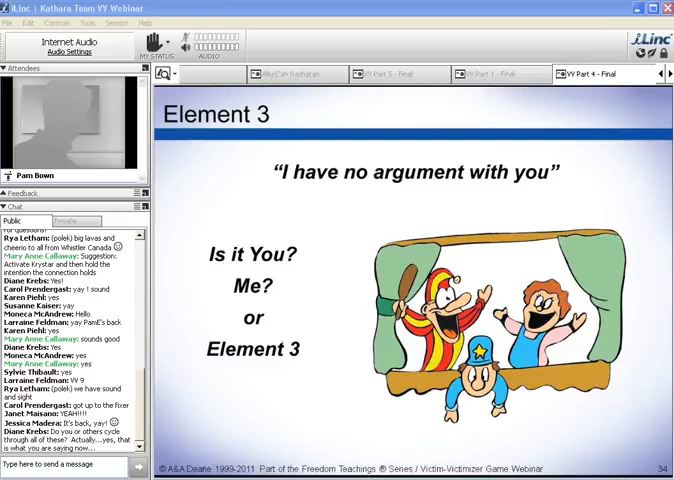 iLinc | Kathara Team VV Webinar
File Edit Controls Tools Session Help
Internet Audio
Audio Settings
MY STATUS
AUDIO
iLinc
Attendees
AllurEah Rashatan
VV Part 5 - Final
VV Part 1 - Final
VV Part 4 - Final
Pam Bown
Feedback
Chat
Public Private
for questions?
Rya Letham: (polek) big lavas and
cheerio to all from Whistler Canada
Mary Anne Callaway: Suggestion:
Activate Krystar and then hold the
intention the connection holds
Diane Krebs: Yes!
Carol Prendergast: yay ! sound
Karen Piehl: yes
Susanne Kaiser: yay
Moneca McAndrew: Hello
Larraine Feldman: yay PamE's back
Karen Piehl: yes
Mary Anne Callaway: sounds good
Diane Krebs: Yes
Moneca McAndrew: yes
Mary Anne Callaway: yes
Sylvie Thibault: yes
Larraine Feldman: VV 9
Rya Letham: (polek) we have sound
and sight
Carol Prendergast: got up to the fixer
Janet Maisano: YEAH!!!!
Jessica Madera: It's back, yay!
Diane Krebs: Do you or others cycle
through all of these? Actually...yes, that
is what you are saying now...
Type here to send a message
Element 3
"I have no argument with you"
Is it You?
Me?
or
Element 3
© A&A Deane 1999-2011 Part of the Freedom Teachings ® Series / Victim-Victimizer Game Webinar
34